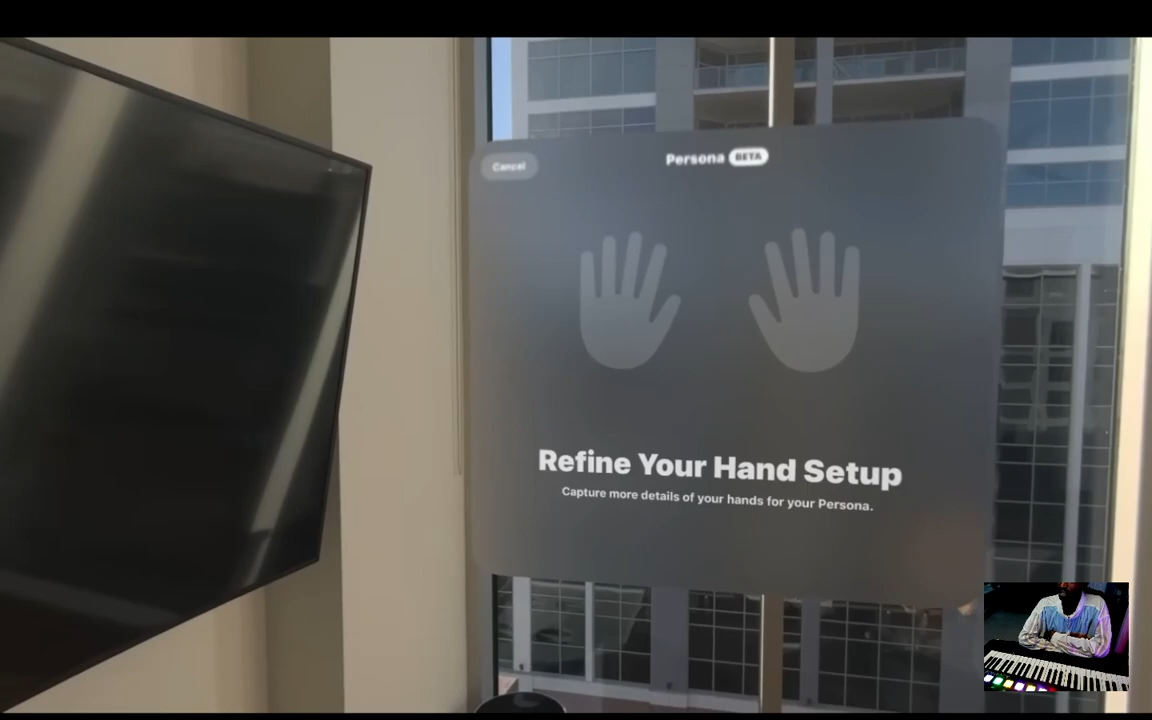 Cancel
Persona BETA
Refine Your Hand Setup
Capture more details of your hands for your Persona.